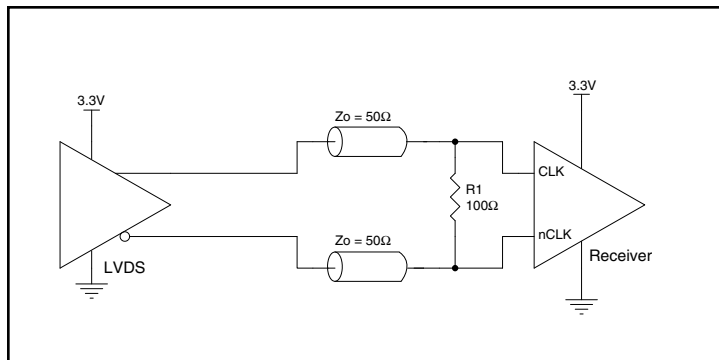 3.3V
3.3V
Zo = 50Ω
CLK
R1
100Ω
Zo = 50Ω
nCLK
LVDS
Receiver